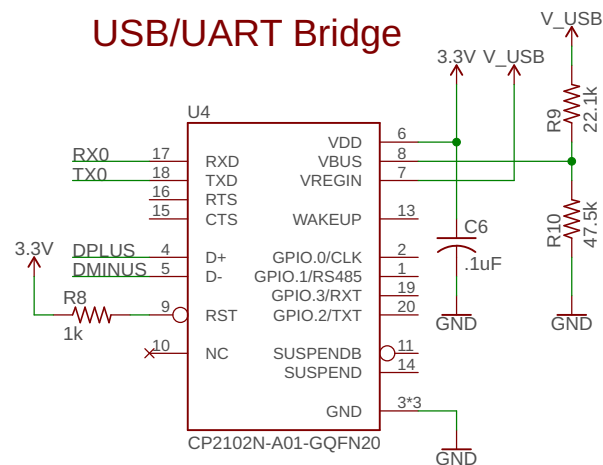 USB/UART Bridge
V_USB
3.3V V_USB
U4
R9
22.1k
VDD 6
RX0 17 RXD VBUS 8
TX0 18 TXD VREGIN 7
16 RTS
15 CTS WAKEUP 13
R10
47.5k
C6
.1uF
3.3V
DPLUS 4 D+ GPIO.0/CLK 2
DMINUS 5 D- GPIO.1/RS485 1
GPIO.3/RXT 19
R8
1k
9 RST GPIO.2/TXT 20
GND
GND
10 NC SUSPENDB 11
SUSPEND 14
GND 3*3
CP2102N-A01-GQFN20
GND